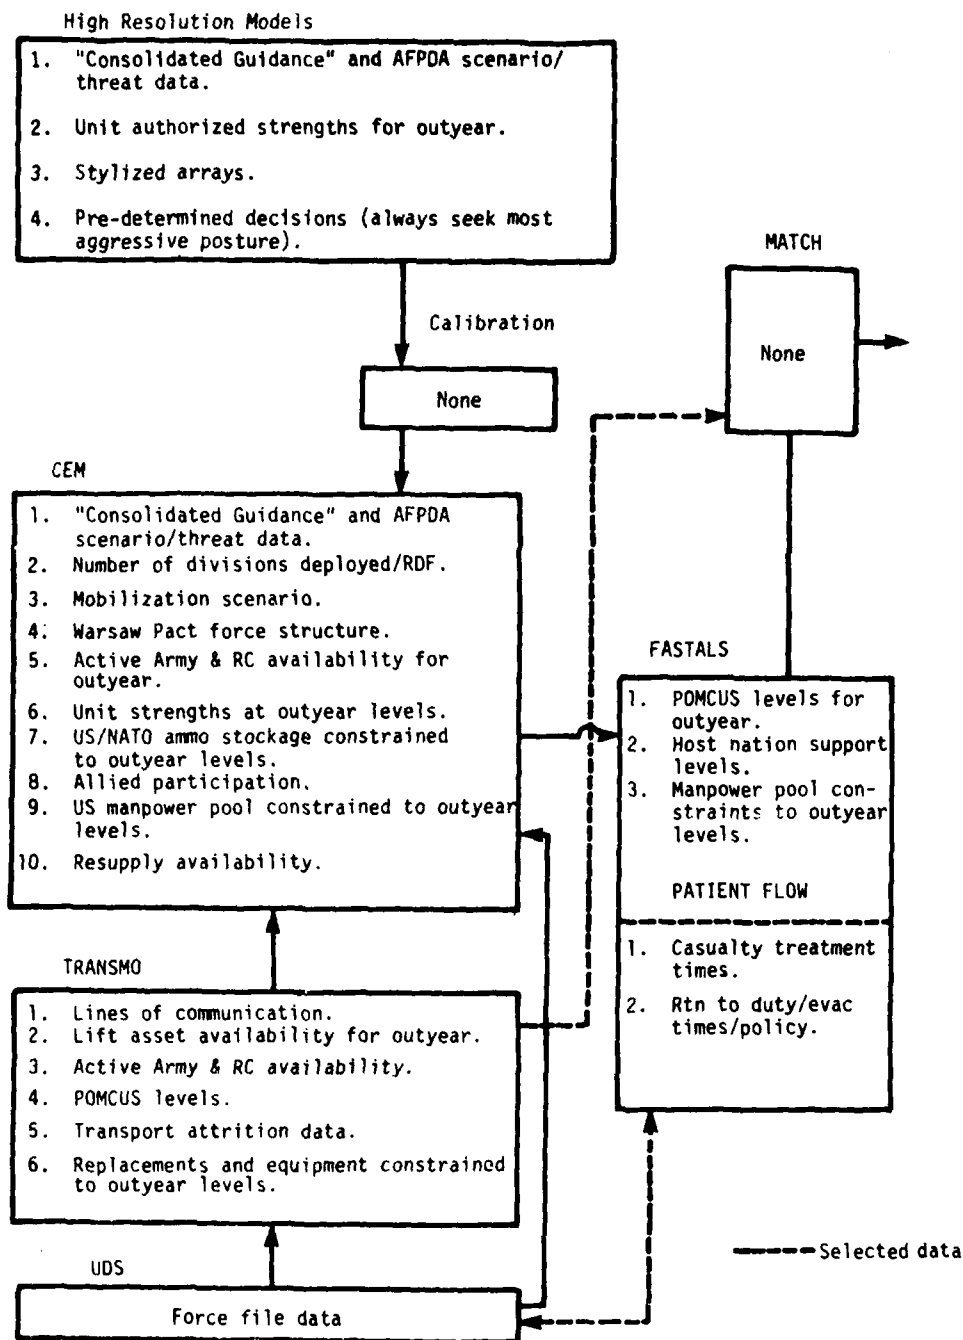 High Resolution Models
1. "Consolidated Guidance" and AFPDA scenario/
threat data.
2. Unit authorized strengths for outyear.
3. Stylized arrays.
4. Pre-determined decisions (always seek most
aggressive posture).
Calibration
None
MATCH
None
CEM
1. "Consolidated Guidance" and AFPDA
scenario/threat data.
2. Number of divisions deployed/RDF.
3. Mobilization scenario.
4. Warsaw Pact force structure.
5. Active Army & RC availability for
outyear.
6. Unit strengths at outyear levels.
7. US/NATO ammo stockage constrained
to outyear levels.
8. Allied participation.
9. US manpower pool constrained to outyear
levels.
10. Resupply availability.
FASTALS
1. POMCUS levels for
outyear.
2. Host nation support
levels.
3. Manpower pool con-
straints to outyear
levels.
PATIENT FLOW
1. Casualty treatment
times.
2. Rtn to duty/evac
times/policy.
TRANSMO
1. Lines of communication.
2. Lift asset availability for outyear.
3. Active Army & RC availability.
4. POMCUS levels.
5. Transport attrition data.
6. Replacements and equipment constrained
to outyear levels.
UDS
Force file data
Selected data